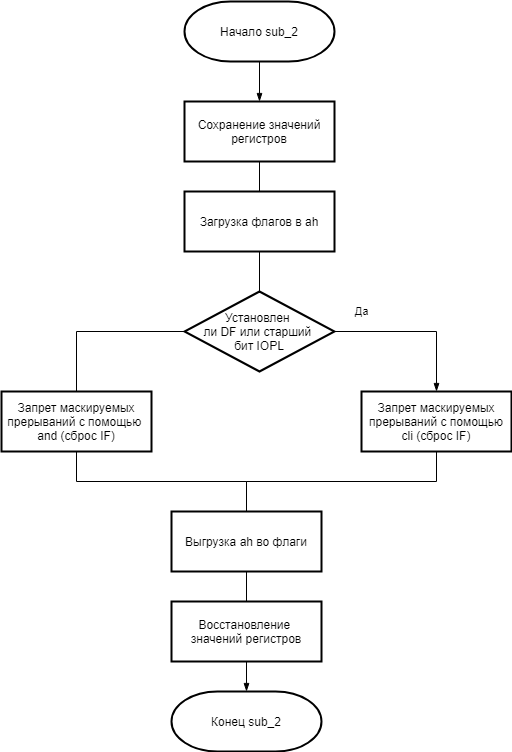 Начало sub_2
Сохранение значений
регистров
Загрузка флагов в ah
Установлен
ли DF или старший
бит IOPL
Да
Запрет маскируемых
прерываний с помощью
and (сброс IF)
Запрет маскируемых
прерываний с помощью
cli (сброс IF)
Выгрузка ah во флаги
Восстановление
значений регистров
Конец sub_2